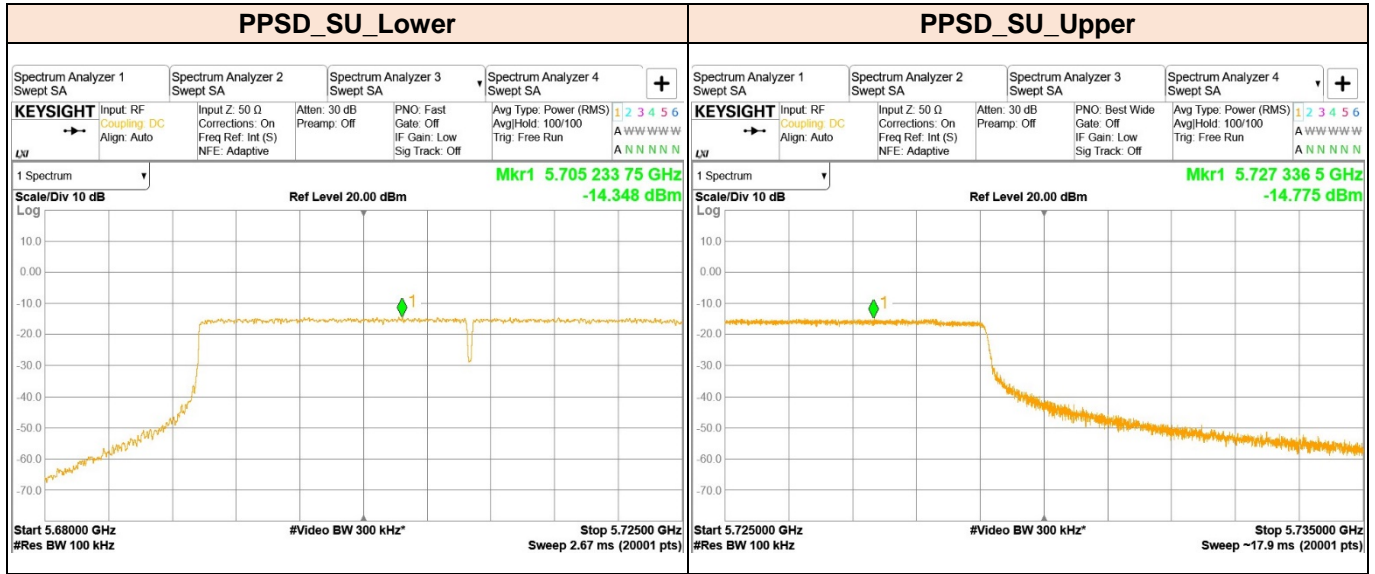 PPSD_SU_Lower PPSD_SU_Upper
Spectrum Analyzer 1 Spectrum Analyzer 2 Spectrum Analyzer 3 Spectrum Analyzer 4
Swept SA Swept SA Swept SA Swept SA +
KEYSIGHT Input: RF Input Z: 50 Ω Atten: 30 dB PNO: Fast Avg Type: Power (RMS) 1 2 3 4 5 6
Coupling: DC Corrections: On Preamp: Off Gate: Off Avg|Hold: 100/100
Align: Auto Freq Ref: Int (S) IF Gain: Low Trig: Free Run A W W W W W
LXI NFE: Adaptive Sig Track: Off A N N N N N
1 Spectrum Mkr1 5.705 233 75 GHz
Scale/Div 10 dB Ref Level 20.00 dBm -14.348 dBm
Log
10.0
0.00
-10.0
1
-20.0
-30.0
-40.0
-50.0
-60.0
-70.0
Start 5.68000 GHz #Video BW 300 kHz* Stop 5.72500 GHz
#Res BW 100 kHz Sweep 2.67 ms (20001 pts)
Spectrum Analyzer 1 Spectrum Analyzer 2 Spectrum Analyzer 3 Spectrum Analyzer 4
Swept SA Swept SA Swept SA Swept SA +
KEYSIGHT Input: RF Input Z: 50 Ω Atten: 30 dB PNO: Best Wide Avg Type: Power (RMS) 1 2 3 4 5 6
Coupling: DC Corrections: On Preamp: Off Gate: Off Avg|Hold: 100/100
Align: Auto Freq Ref: Int (S) IF Gain: Low Trig: Free Run A W W W W W
LXI NFE: Adaptive Sig Track: Off A N N N N N
1 Spectrum Mkr1 5.727 336 5 GHz
Scale/Div 10 dB Ref Level 20.00 dBm -14.775 dBm
Log
10.0
0.00
-10.0
1
-20.0
-30.0
-40.0
-50.0
-60.0
-70.0
Start 5.725000 GHz #Video BW 300 kHz* Stop 5.735000 GHz
#Res BW 100 kHz Sweep ~17.9 ms (20001 pts)